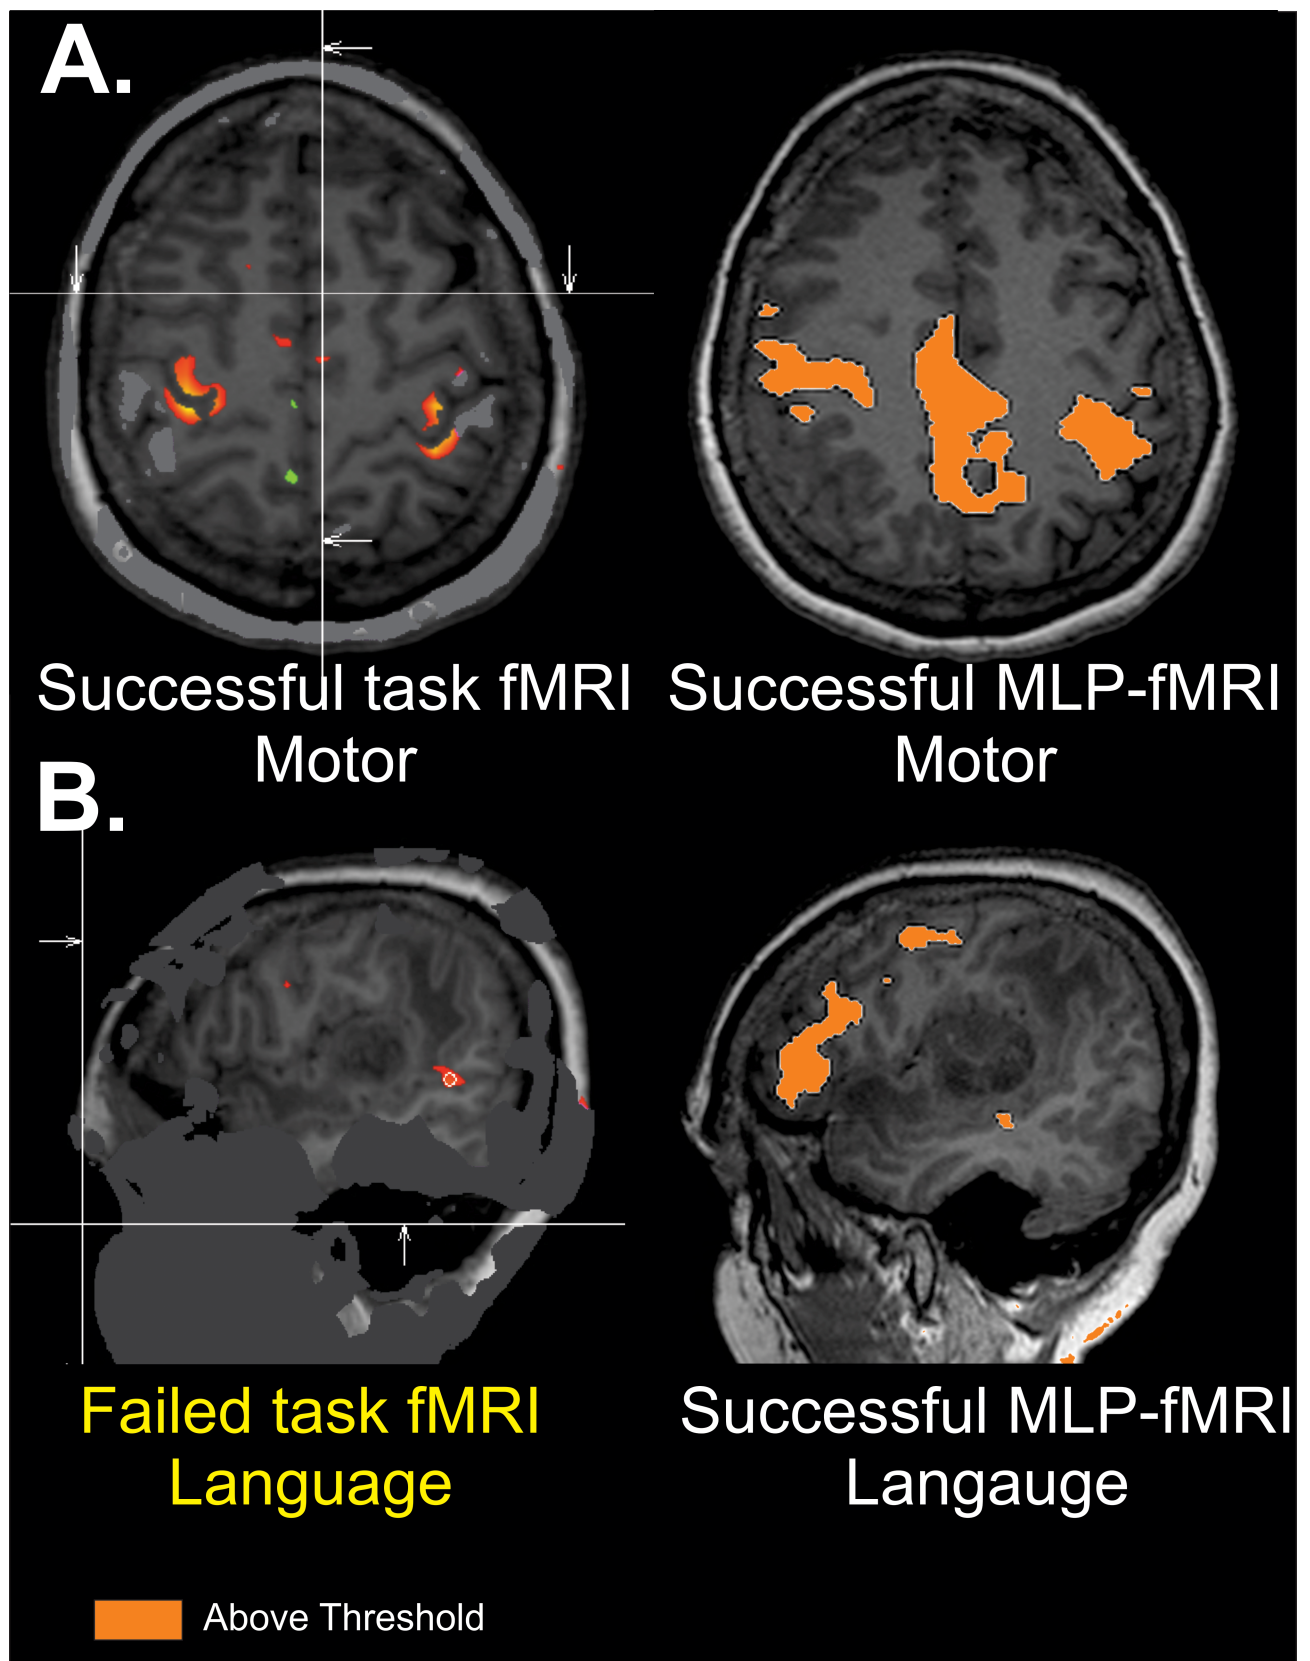 A.
Successful task fMRI
Motor
Successful MLP-fMRI
Motor
B.
Failed task fMRI
Language
Successful MLP-fMRI
Langauge
Above Threshold